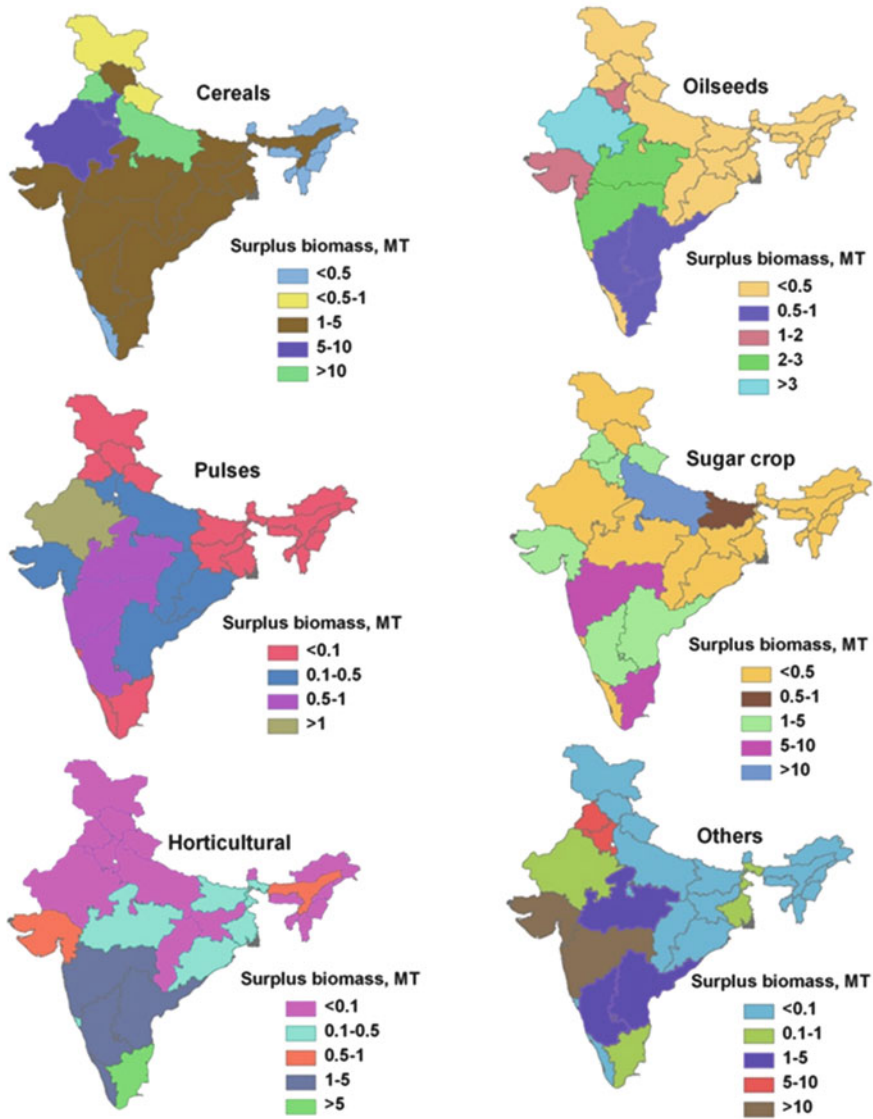 Cereals
Surplus biomass, MT
<0.5
<0.5-1
1-5
5-10
>10
Oilseeds
Surplus biomass, MT
<0.5
0.5-1
1-2
2-3
>3
Pulses
Surplus biomass, MT
<0.1
0.1-0.5
0.5-1
>1
Sugar crop
Surplus biomass, MT
<0.5
0.5-1
1-5
5-10
>10
Horticultural
Surplus biomass, MT
<0.1
0.1-0.5
0.5-1
1-5
>5
Others
Surplus biomass, MT
<0.1
0.1-1
1-5
5-10
>10